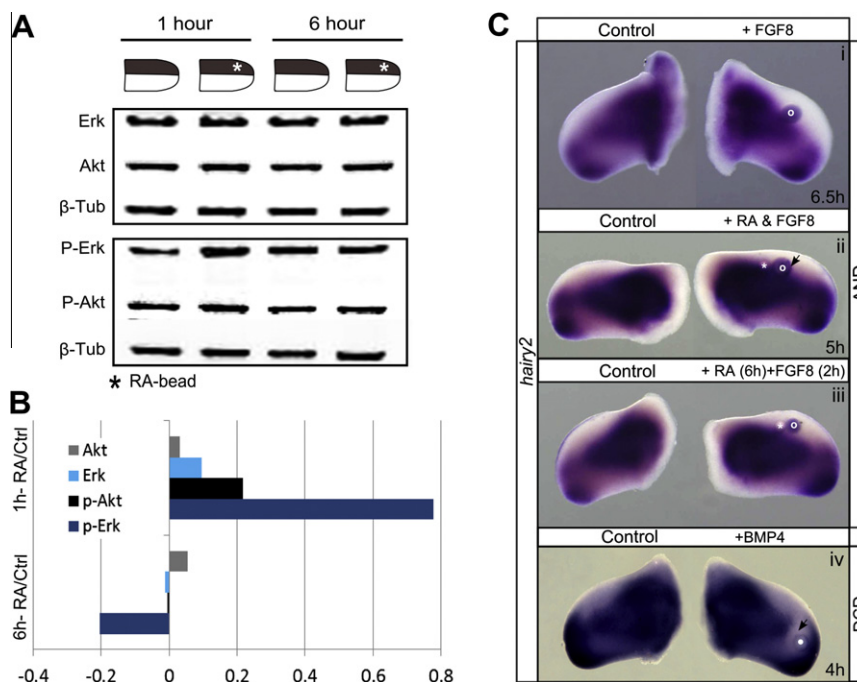 A
1 hour 6 hour
* *
Erk
Akt
β-Tub
P-Erk
P-Akt
β-Tub
* RA-bead
B
1h- RA/Ctrl
6h- RA/Ctrl
Akt
Erk
p-Akt
p-Erk
-0.4 -0.2 0 0.2 0.4 0.6 0.8
C
hairy2
Control + FGF8
i
o
6.5h
Control + RA & FGF8
ii
* o
5h
Control + RA (6h)+FGF8 (2h)
iii
* o
Control +BMP4
iv
4h